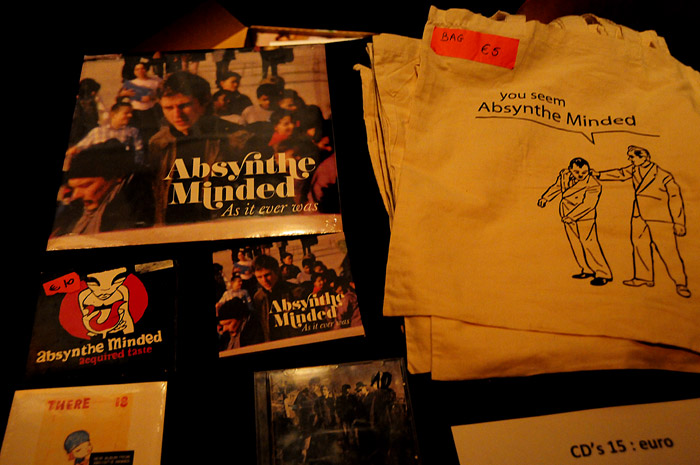 BAG €5
you seem
Absynthe Minded
Absynthe
Minded
As it ever was
€10
absynthe minded
acquired taste
Absynthe
Minded
As it ever was
THERE IS
10
CD's 15 : euro